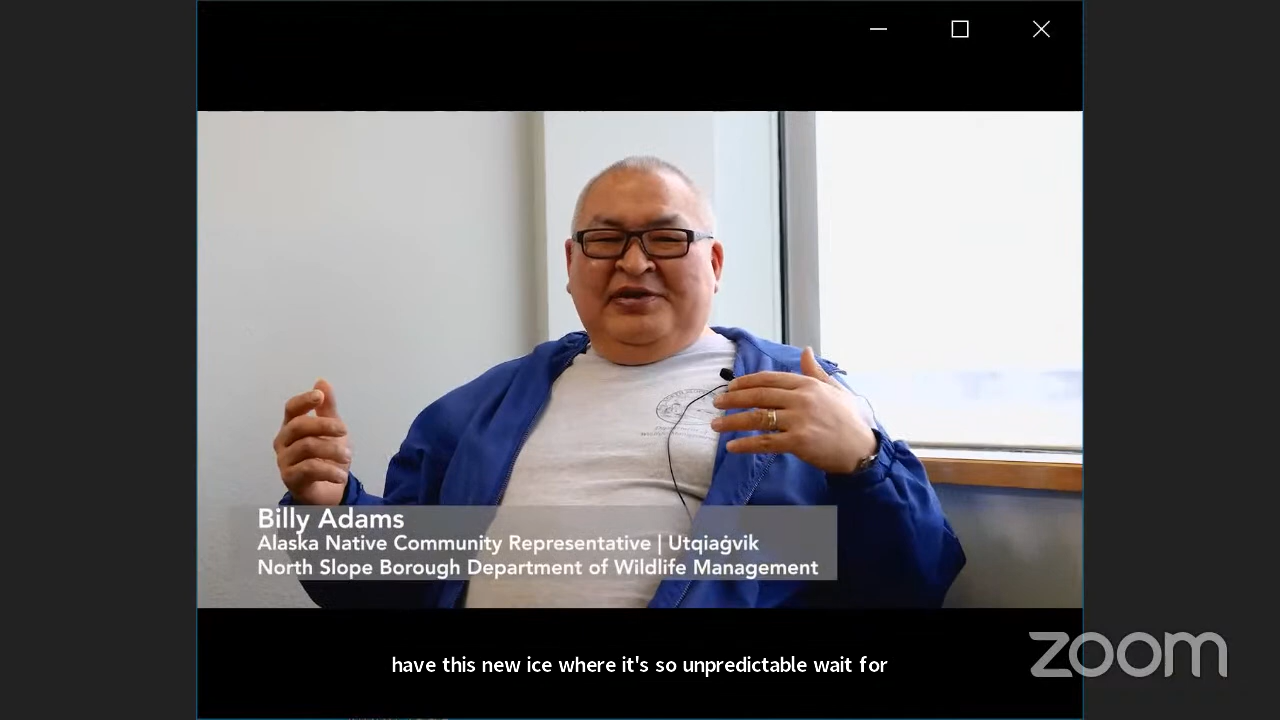 Billy Adams
Alaska Native Community Representative | Utqiaġvik
North Slope Borough Department of Wildlife Management
have this new ice where it's so unpredictable wait for
zoom